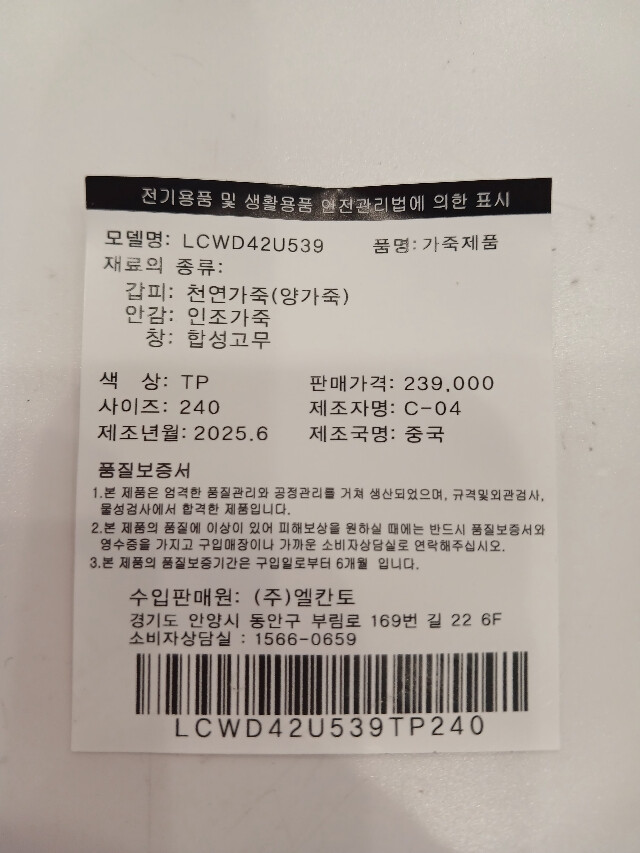 전기용품 및 생활용품 안전관리법에 의한 표시
모델명: LCWD42U539 품명: 가죽제품
재료의 종류:
갑피: 천연가죽(양가죽)
안감: 인조가죽
창: 합성고무
색 상: TP 판매가격: 239,000
사이즈: 240 제조자명: C-04
제조년월: 2025.6 제조국명: 중국
품질보증서
1.본 제품은 엄격한 품질관리와 공정관리를 거쳐 생산되었으며, 규격및외관검사,
물성검사에서 합격한 제품입니다.
2.본 제품의 품질에 이상이 있어 피해보상을 원하실 때에는 반드시 품질보증서와
영수증을 가지고 구입매장이나 가까운 소비자상담실로 연락해주십시오.
3.본 제품의 품질보증기간은 구입일로부터 6개월 입니다.
수입판매원: (주)엘칸토
경기도 안양시 동안구 부림로 169번 길 22 6F
소비자상담실 : 1566-0659
LCWD42U539TP240